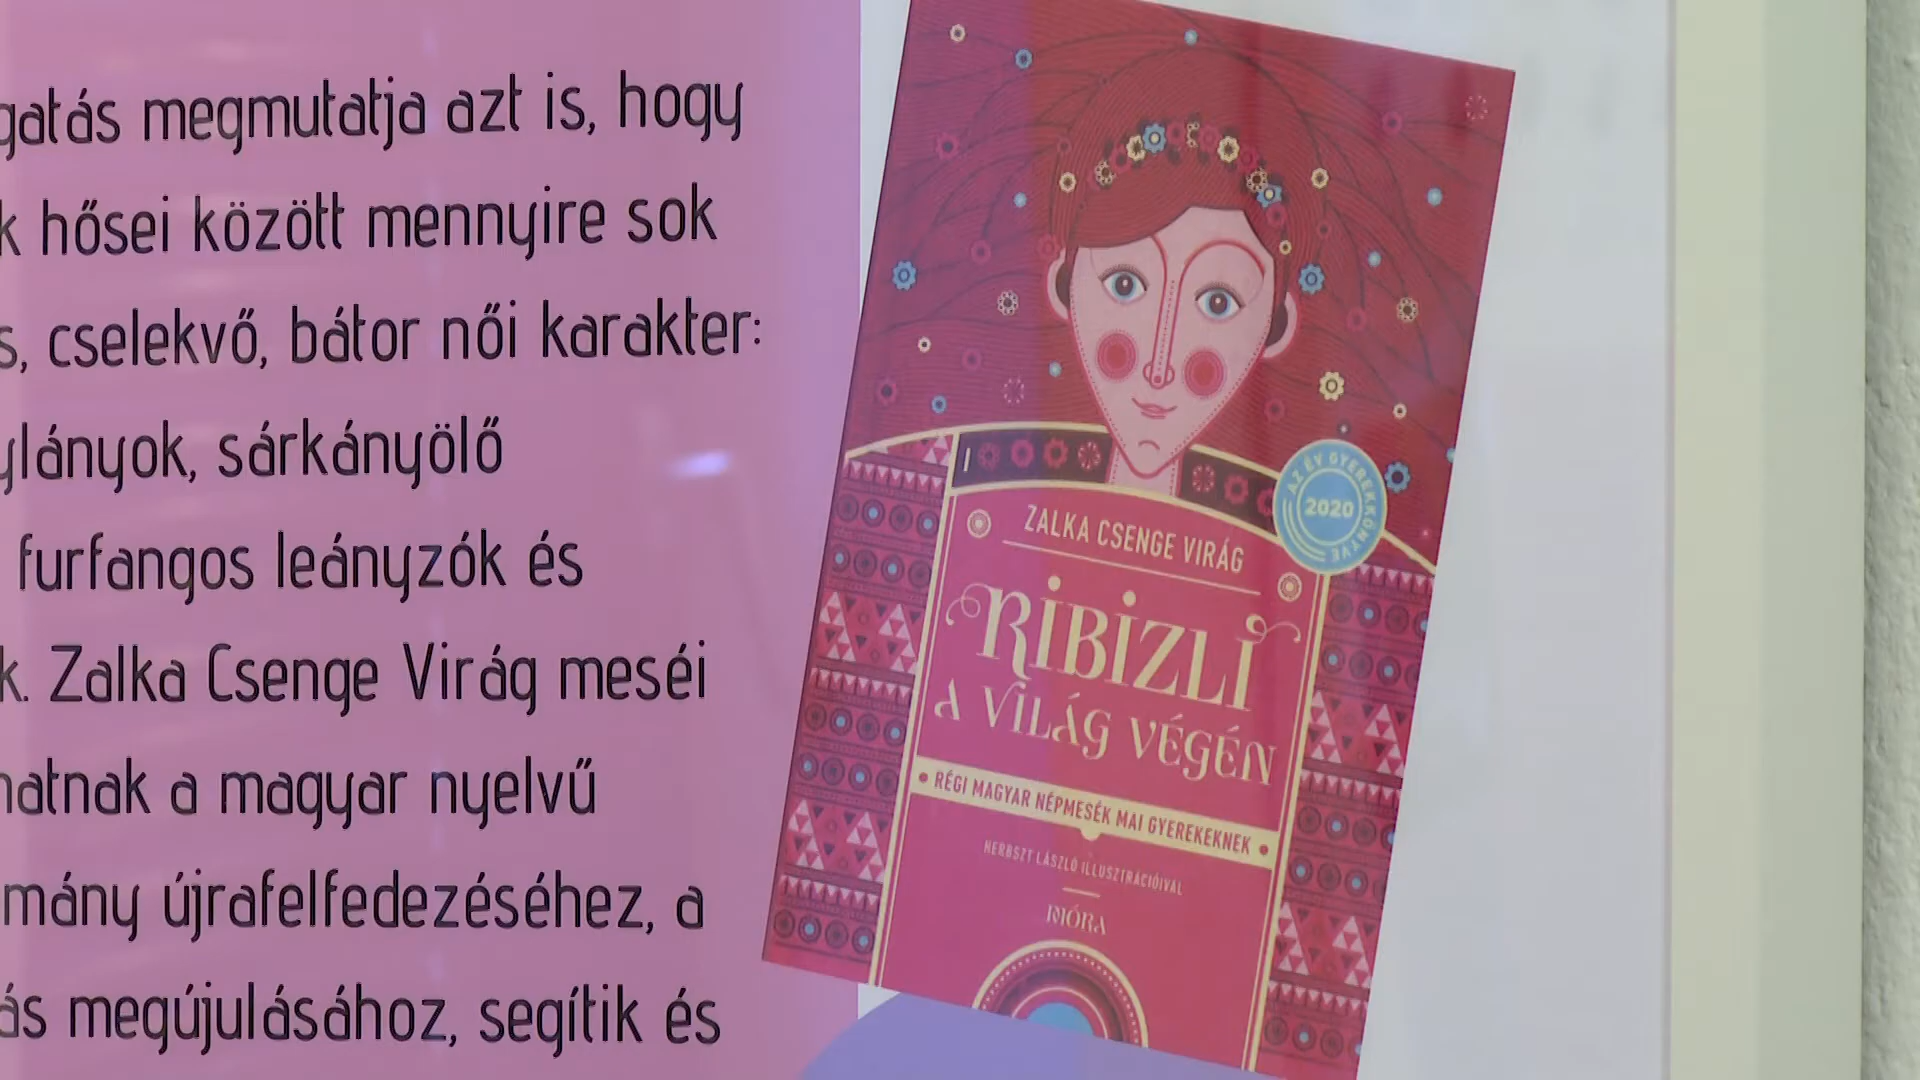 gatás megmutatja azt is, hogy
k hősei között mennyire sok
s, cselekvő, bátor női karakter:
ylányok, sárkányölő
furfangos leányzók és
k. Zalka Csenge Virág meséi
hatnak a magyar nyelvű
mány újrafelfedezéséhez, a
ás megújulásához, segítik és
AZ ÉV GYEREKKÖNYVE
2020
ZALKA CSENGE VIRÁG
RIBIZLI
A VILÁG VÉGÉN
RÉGI MAGYAR NÉPMESÉK MAI GYEREKEKNEK
HERBSZT LÁSZLÓ ILLUSZTRÁCIÓIVAL
MÓRA